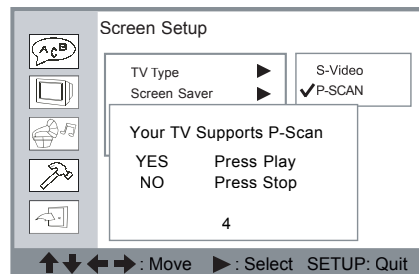 Screen Setup
ACB
TV Type
Screen Saver
S-Video
✓P-SCAN
Your TV Supports P-Scan
YES Press Play
NO Press Stop
4
: Move : Select SETUP: Quit